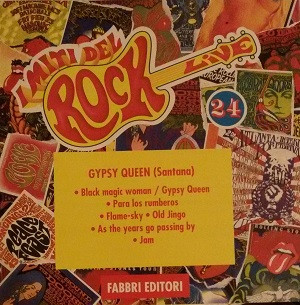 I MITI DEL
ROCK
LIVE
24
GYPSY QUEEN (Santana)
• Black magic woman / Gypsy Queen
• Para los rumberos
• Flame-sky • Old Jingo
• As the years go passing by
• Jam
FABBRI EDITORI